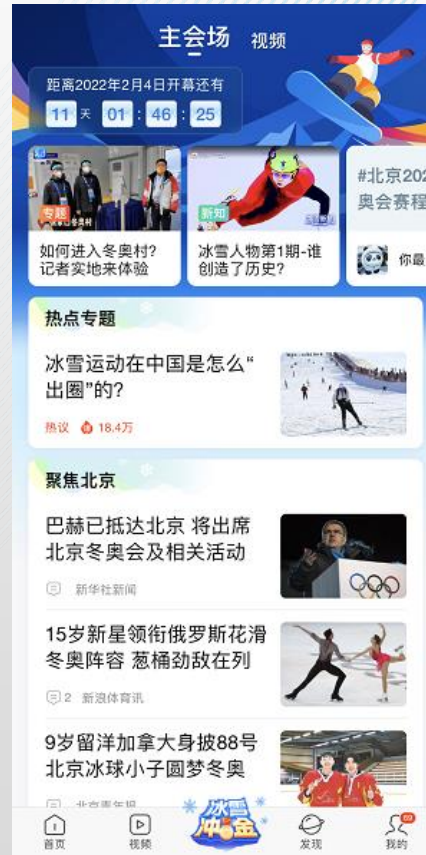 主会场 视频
距离2022年2月4日开幕还有
11 天 01 : 46 : 25
专题
新知
如何进入冬奥村?
记者实地来体验
冰雪人物第1期-谁
创造了历史?
#北京202
奥会赛程
你最
热点专题
冰雪运动在中国是怎么“
出圈”的?
热议 18.4万
聚焦北京
巴赫已抵达北京 将出席
北京冬奥会及相关活动
新华社新闻
15岁新星领衔俄罗斯花滑
冬奥阵容 葱桶劲敌在列
2 新浪体育讯
9岁留洋加拿大身披88号
北京冰球小子圆梦冬奥
北京青年报
冰雪
冲金
首页
视频
发现
89
我的